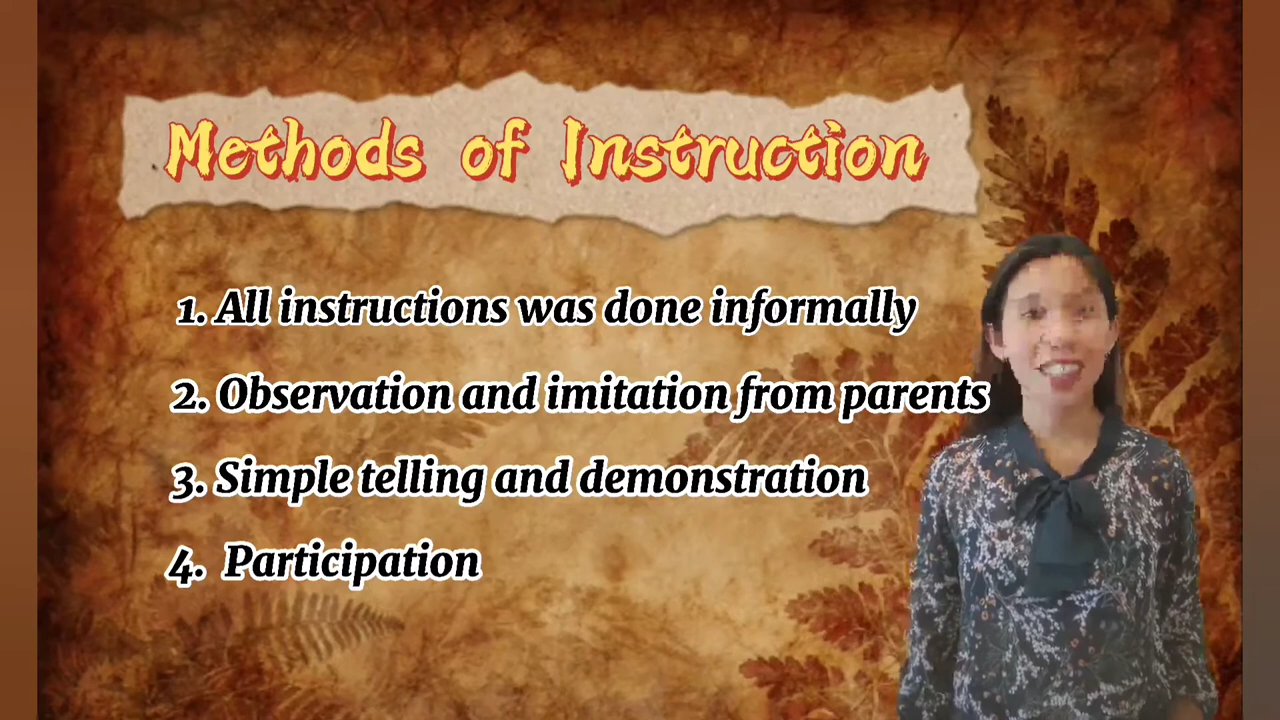 Methods of Instruction
1. All instructions was done informally
2. Observation and imitation from parents
3. Simple telling and demonstration
4. Participation